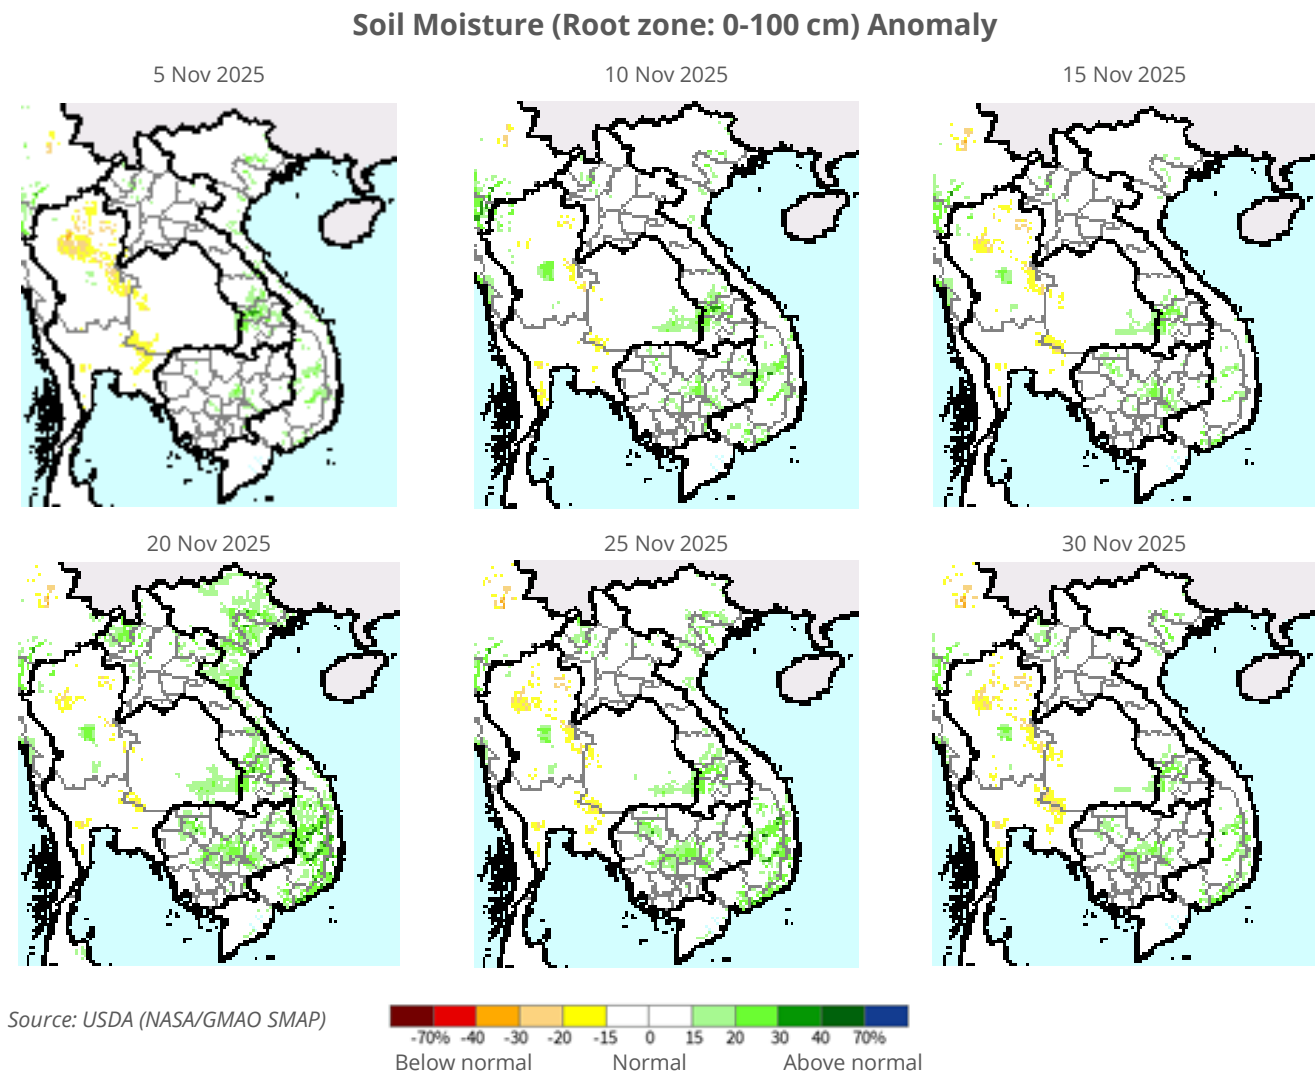 Soil Moisture (Root zone: 0-100 cm) Anomaly
5 Nov 2025
10 Nov 2025
15 Nov 2025
20 Nov 2025
25 Nov 2025
30 Nov 2025
Source: USDA (NASA/GMAO SMAP)
-70% -40 -30 -20 -15 0 15 20 30 40 70%
Below normal Normal Above normal